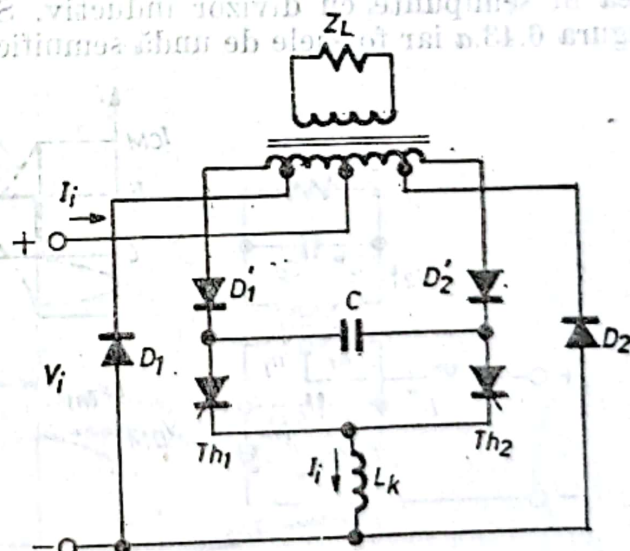 Z_L
I_i
+
D_1'
D_2'
C
D_1
D_2
V_i
Th_1
Th_2
I_i
L_k
−